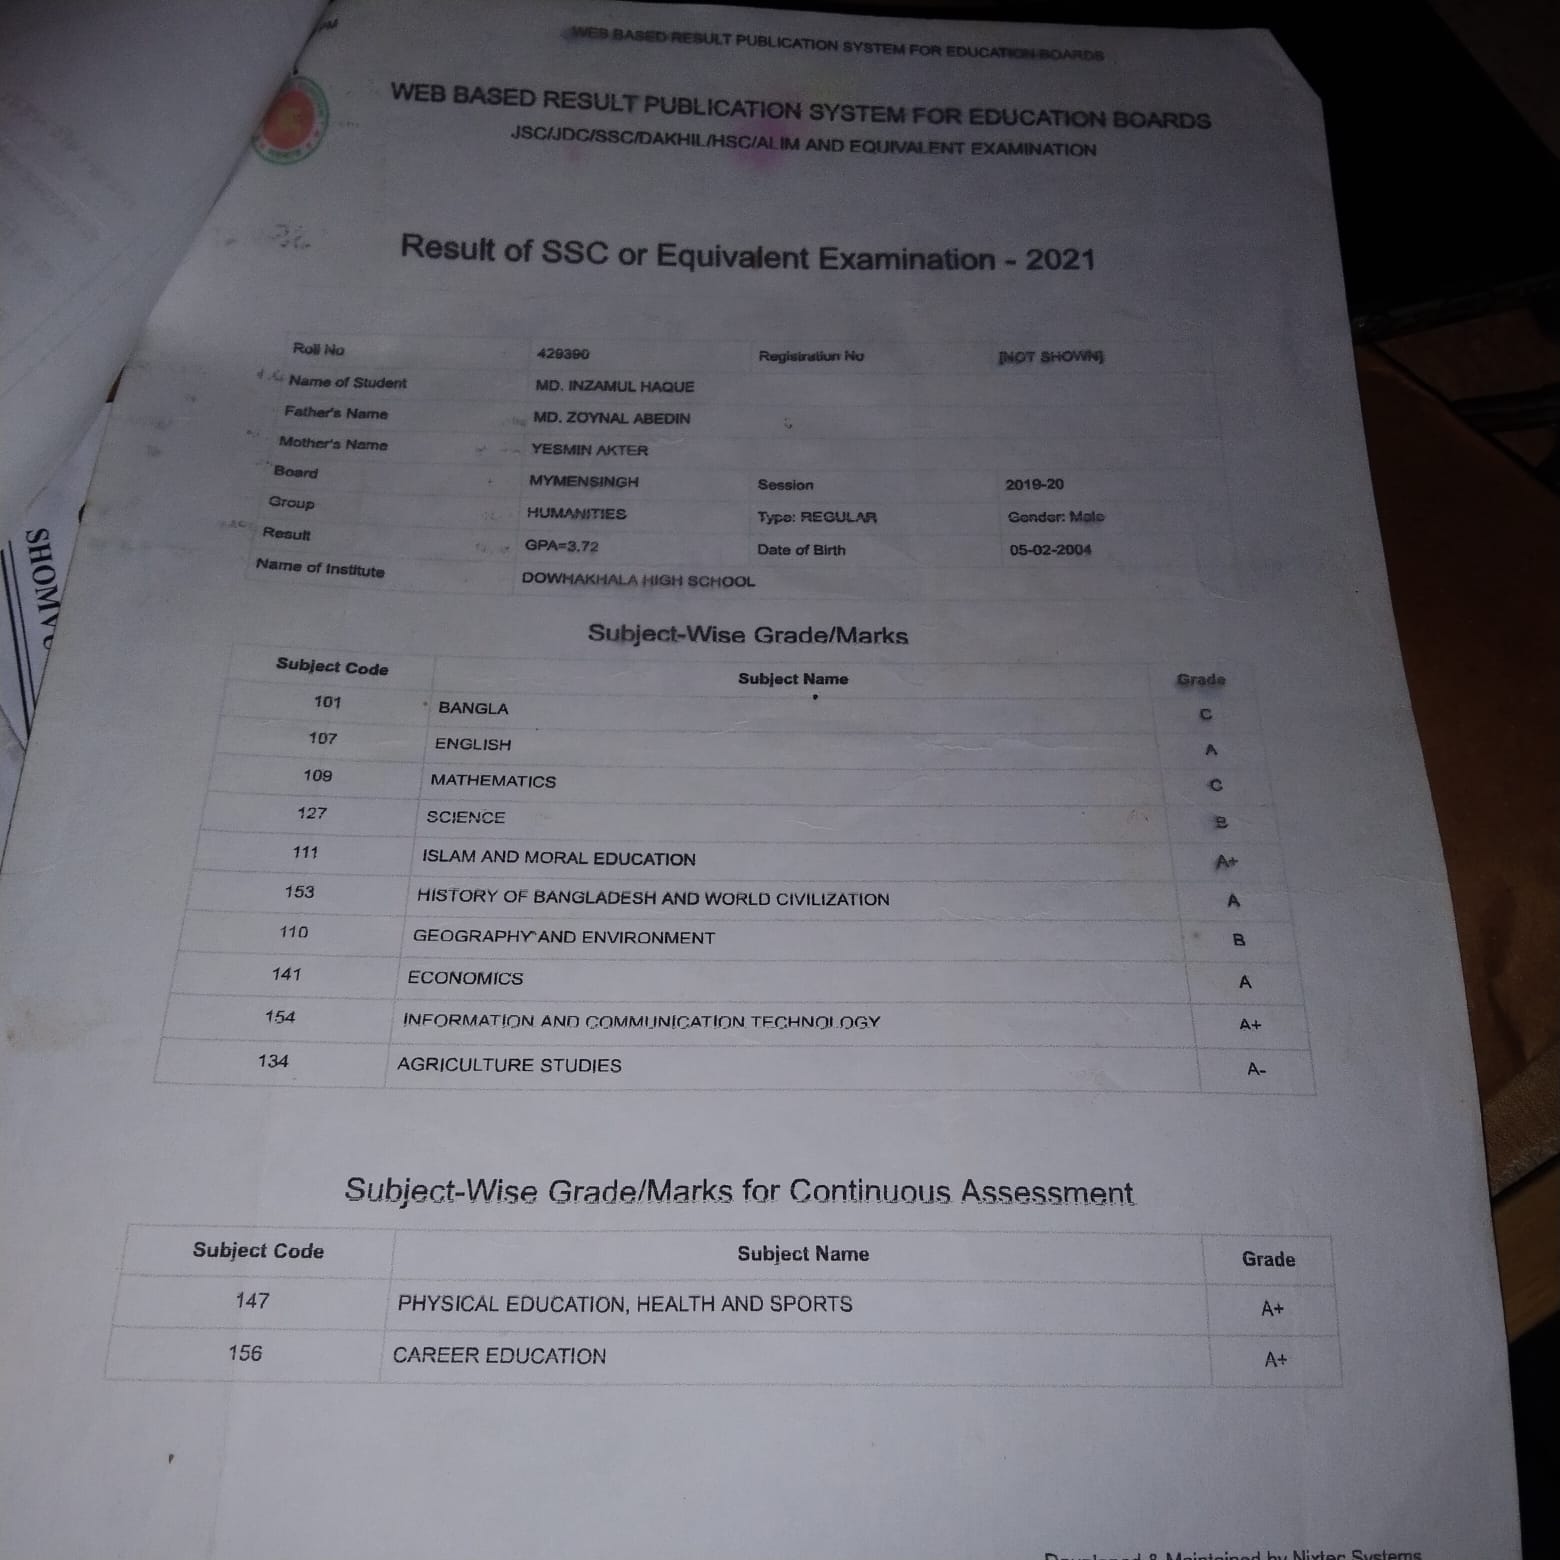 WEB BASED RESULT PUBLICATION SYSTEM FOR EDUCATION BOARDS
WEB BASED RESULT PUBLICATION SYSTEM FOR EDUCATION BOARDS
JSC/JDC/SSC/DAKHIL/HSC/ALIM AND EQUIVALENT EXAMINATION
Result of SSC or Equivalent Examination - 2021
Roll No 429390 Registration No [NOT SHOWN]
Name of Student MD. INZAMUL HAQUE
Father's Name MD. ZOYNAL ABEDIN
Mother's Name YESMIN AKTER
Board MYMENSINGH Session 2019-20
Group HUMANITIES Type: REGULAR Gender: Male
Result GPA=3.72 Date of Birth 05-02-2004
Name of Institute DOWHAKHALA HIGH SCHOOL
Subject-Wise Grade/Marks
Subject Code Subject Name Grade
101 BANGLA C
107 ENGLISH A
109 MATHEMATICS C
127 SCIENCE B
111 ISLAM AND MORAL EDUCATION A+
153 HISTORY OF BANGLADESH AND WORLD CIVILIZATION A
110 GEOGRAPHY AND ENVIRONMENT B
141 ECONOMICS A
154 INFORMATION AND COMMUNICATION TECHNOLOGY A+
134 AGRICULTURE STUDIES A-
Subject-Wise Grade/Marks for Continuous Assessment
Subject Code Subject Name Grade
147 PHYSICAL EDUCATION, HEALTH AND SPORTS A+
156 CAREER EDUCATION A+
Developed & Maintained by Nixtec Systems